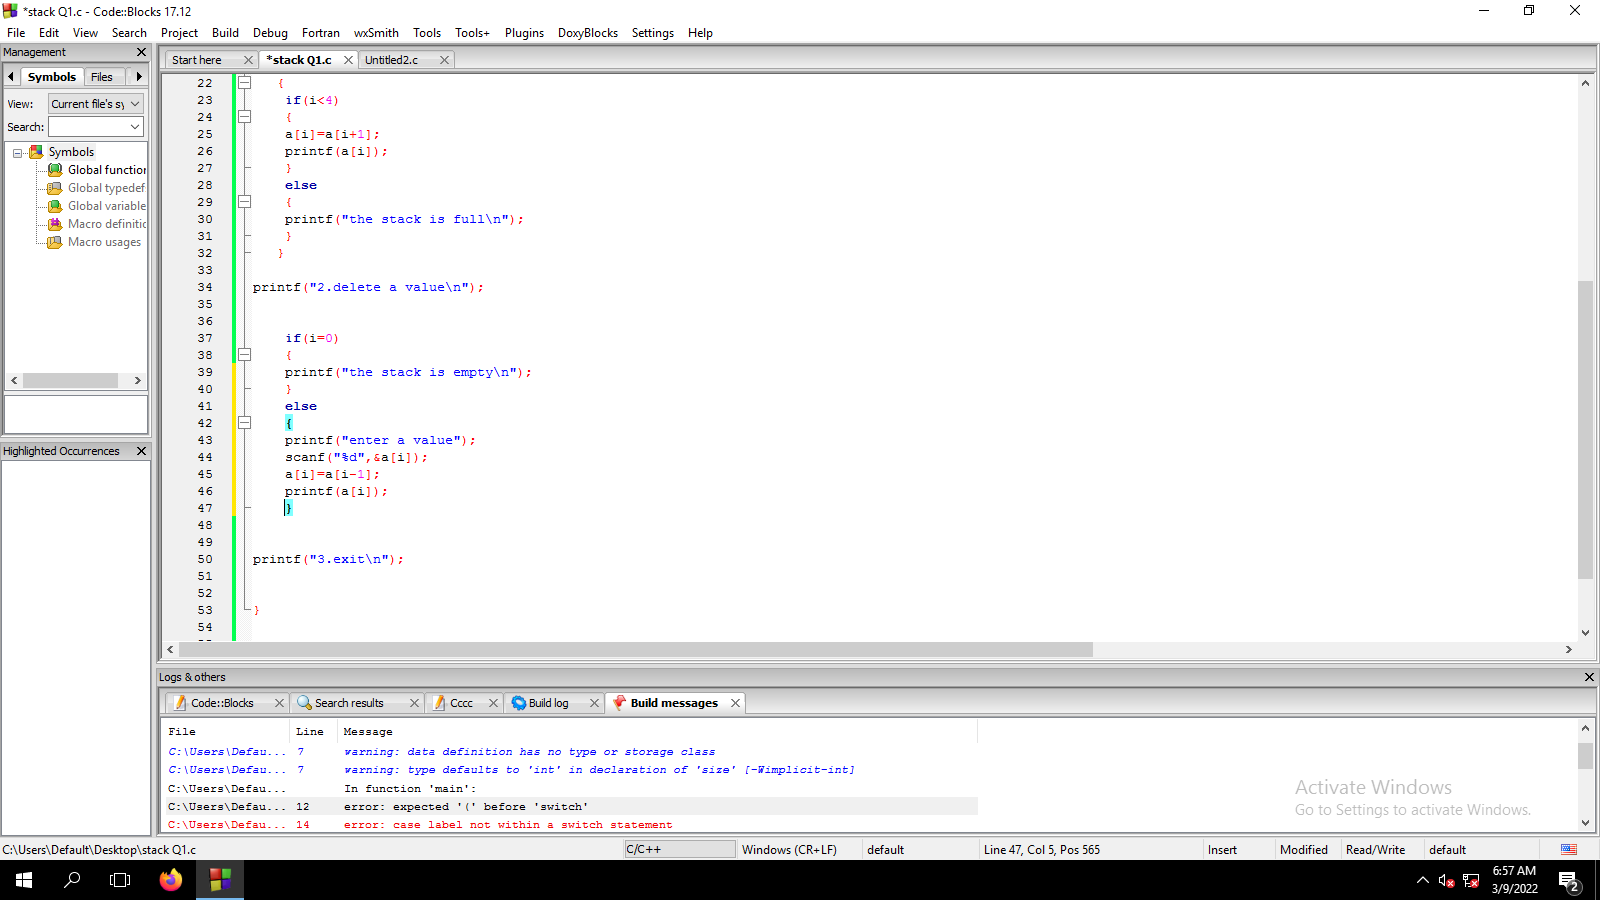 *stack Q1.c - Code::Blocks 17.12
File Edit View Search Project Build Debug Fortran wxSmith Tools Tools+ Plugins DoxyBlocks Settings Help
Management
Symbols Files
View: Current file's sy
Search:
Symbols
Global function
Global typedef
Global variable
Macro definitic
Macro usages
Highlighted Occurrences
Start here *stack Q1.c Untitled2.c
22 {
23 if(i<4)
24 {
25 a[i]=a[i+1];
26 printf(a[i]);
27 }
28 else
29 {
30 printf("the stack is full\n");
31 }
32 }
33
34 printf("2.delete a value\n");
35
36
37 if(i=0)
38 {
39 printf("the stack is empty\n");
40 }
41 else
42 {
43 printf("enter a value");
44 scanf("%d",&a[i]);
45 a[i]=a[i-1];
46 printf(a[i]);
47 }
48
49
50 printf("3.exit\n");
51
52
53 }
54
Logs & others
Code::Blocks Search results Cccc Build log Build messages
File Line Message
C:\Users\Defau... 7 warning: data definition has no type or storage class
C:\Users\Defau... 7 warning: type defaults to 'int' in declaration of 'size' [-Wimplicit-int]
C:\Users\Defau... In function 'main':
C:\Users\Defau... 12 error: expected '(' before 'switch'
C:\Users\Defau... 14 error: case label not within a switch statement
Activate Windows
Go to Settings to activate Windows.
C:\Users\Default\Desktop\stack Q1.c C/C++ Windows (CR+LF) default Line 47, Col 5, Pos 565 Insert Modified Read/Write default
6:57 AM
3/9/2022
2